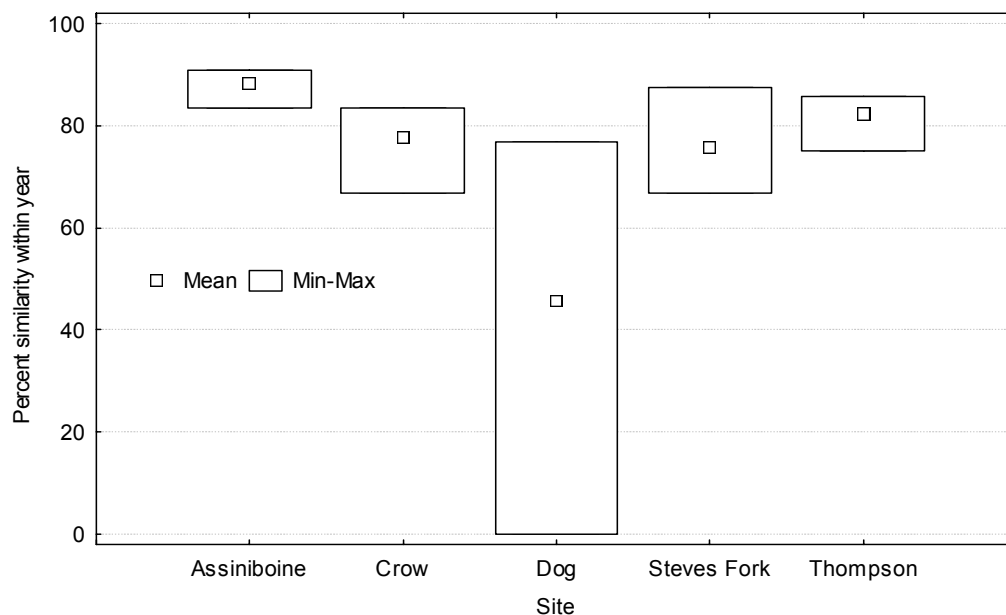 100
80
60
40
20
0
Percent similarity within year
Mean Min-Max
Assiniboine Crow Dog Steves Fork Thompson
Site